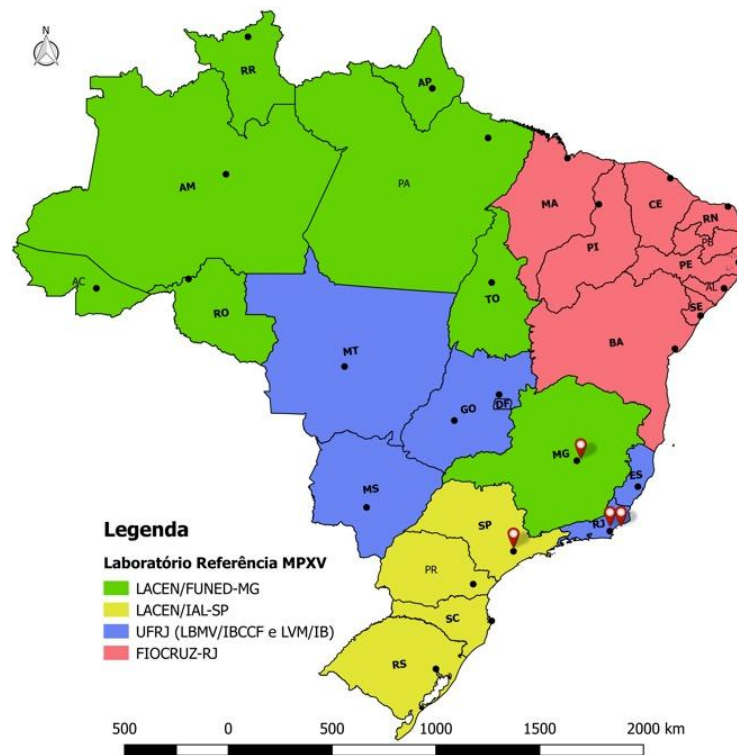 N
RR
AP
AM
PA
MA
CE
RN
PB
PI
PE
AC
AL
TO
SE
RO
BA
MT
GO
DF
MG
ES
MS
SP
RJ
PR
SC
RS
Legenda
Laboratório Referência MPXV
LACEN/FUNED-MG
LACEN/IAL-SP
UFRJ (LBMV/IBCCF e LVM/IB)
FIOCRUZ-RJ
500 0 500 1000 1500 2000 km